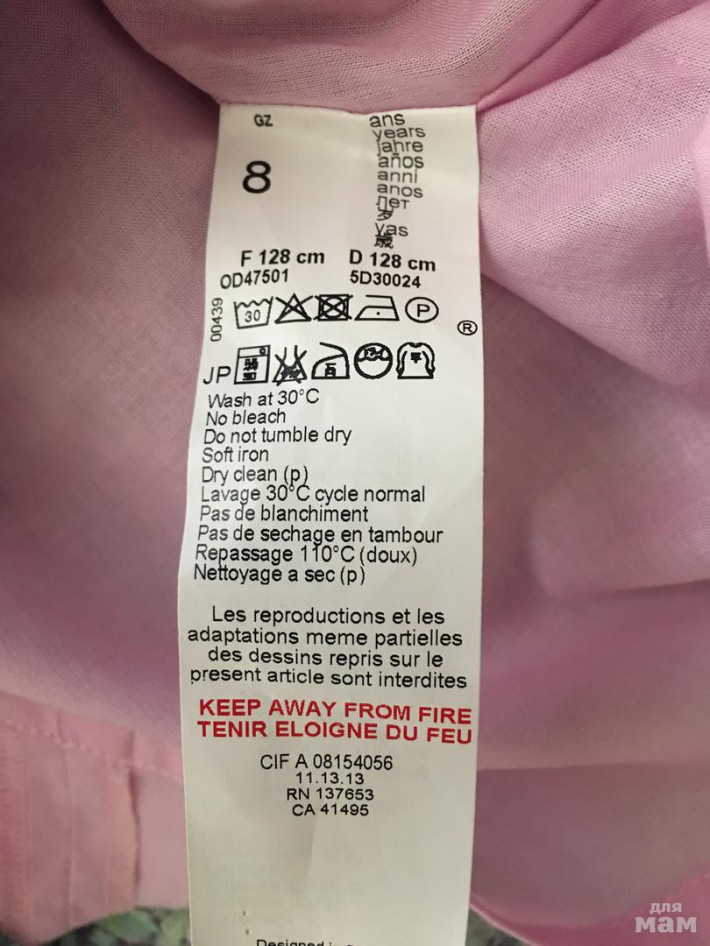 GZ
8
ans
years
Jahre
años
anni
anos
лет
岁
yas
歳
F 128 cm D 128 cm
OD47501 5D30024
00439
30
P
®
JP
Wash at 30°C
No bleach
Do not tumble dry
Soft iron
Dry clean (p)
Lavage 30°C cycle normal
Pas de blanchiment
Pas de sechage en tambour
Repassage 110°C (doux)
Nettoyage a sec (p)
Les reproductions et les
adaptations meme partielles
des dessins repris sur le
present article sont interdites
KEEP AWAY FROM FIRE
TENIR ELOIGNE DU FEU
CIF A 08154056
11.13.13
RN 137653
CA 41495
для
мам